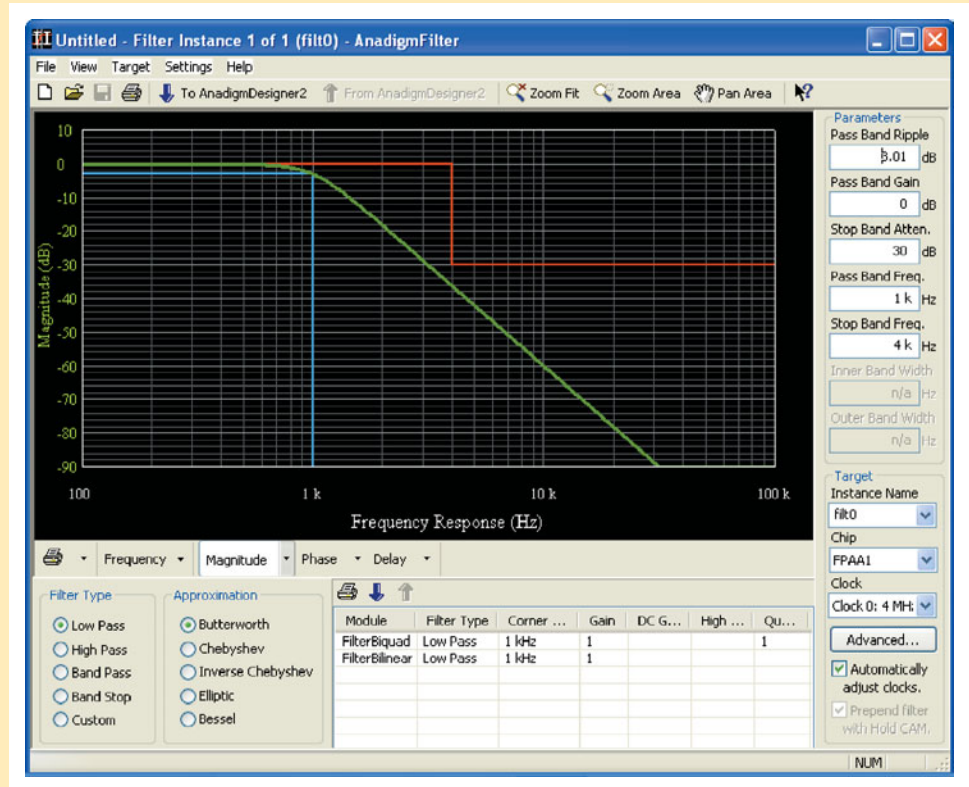 Untitled - Filter Instance 1 of 1 (filt0) - AnadigmFilter
File View Target Settings Help
To AnadigmDesigner2 From AnadigmDesigner2 Zoom Fit Zoom Area Pan Area
10
0
-10
-20
-30
-40
-50
-60
-70
-80
-90
Magnitude (dB)
100 1 k 10 k 100 k
Frequency Response (Hz)
Parameters
Pass Band Ripple
3.01 dB
Pass Band Gain
0 dB
Stop Band Atten.
30 dB
Pass Band Freq.
1 k Hz
Stop Band Freq.
4 k Hz
Inner Band Width
n/a Hz
Outer Band Width
n/a Hz
Target
Instance Name
filt0
Chip
FPAA1
Clock
Clock 0: 4 MH
Advanced...
Automatically
adjust clocks.
Prepend filter
with Hold CAM.
Frequency Magnitude Phase Delay
Filter Type
Low Pass
High Pass
Band Pass
Band Stop
Custom
Approximation
Butterworth
Chebyshev
Inverse Chebyshev
Elliptic
Bessel
Module Filter Type Corner ... Gain DC G... High ... Qu...
FilterBiquad Low Pass 1 kHz 1 1
FilterBilinear Low Pass 1 kHz 1
NUM